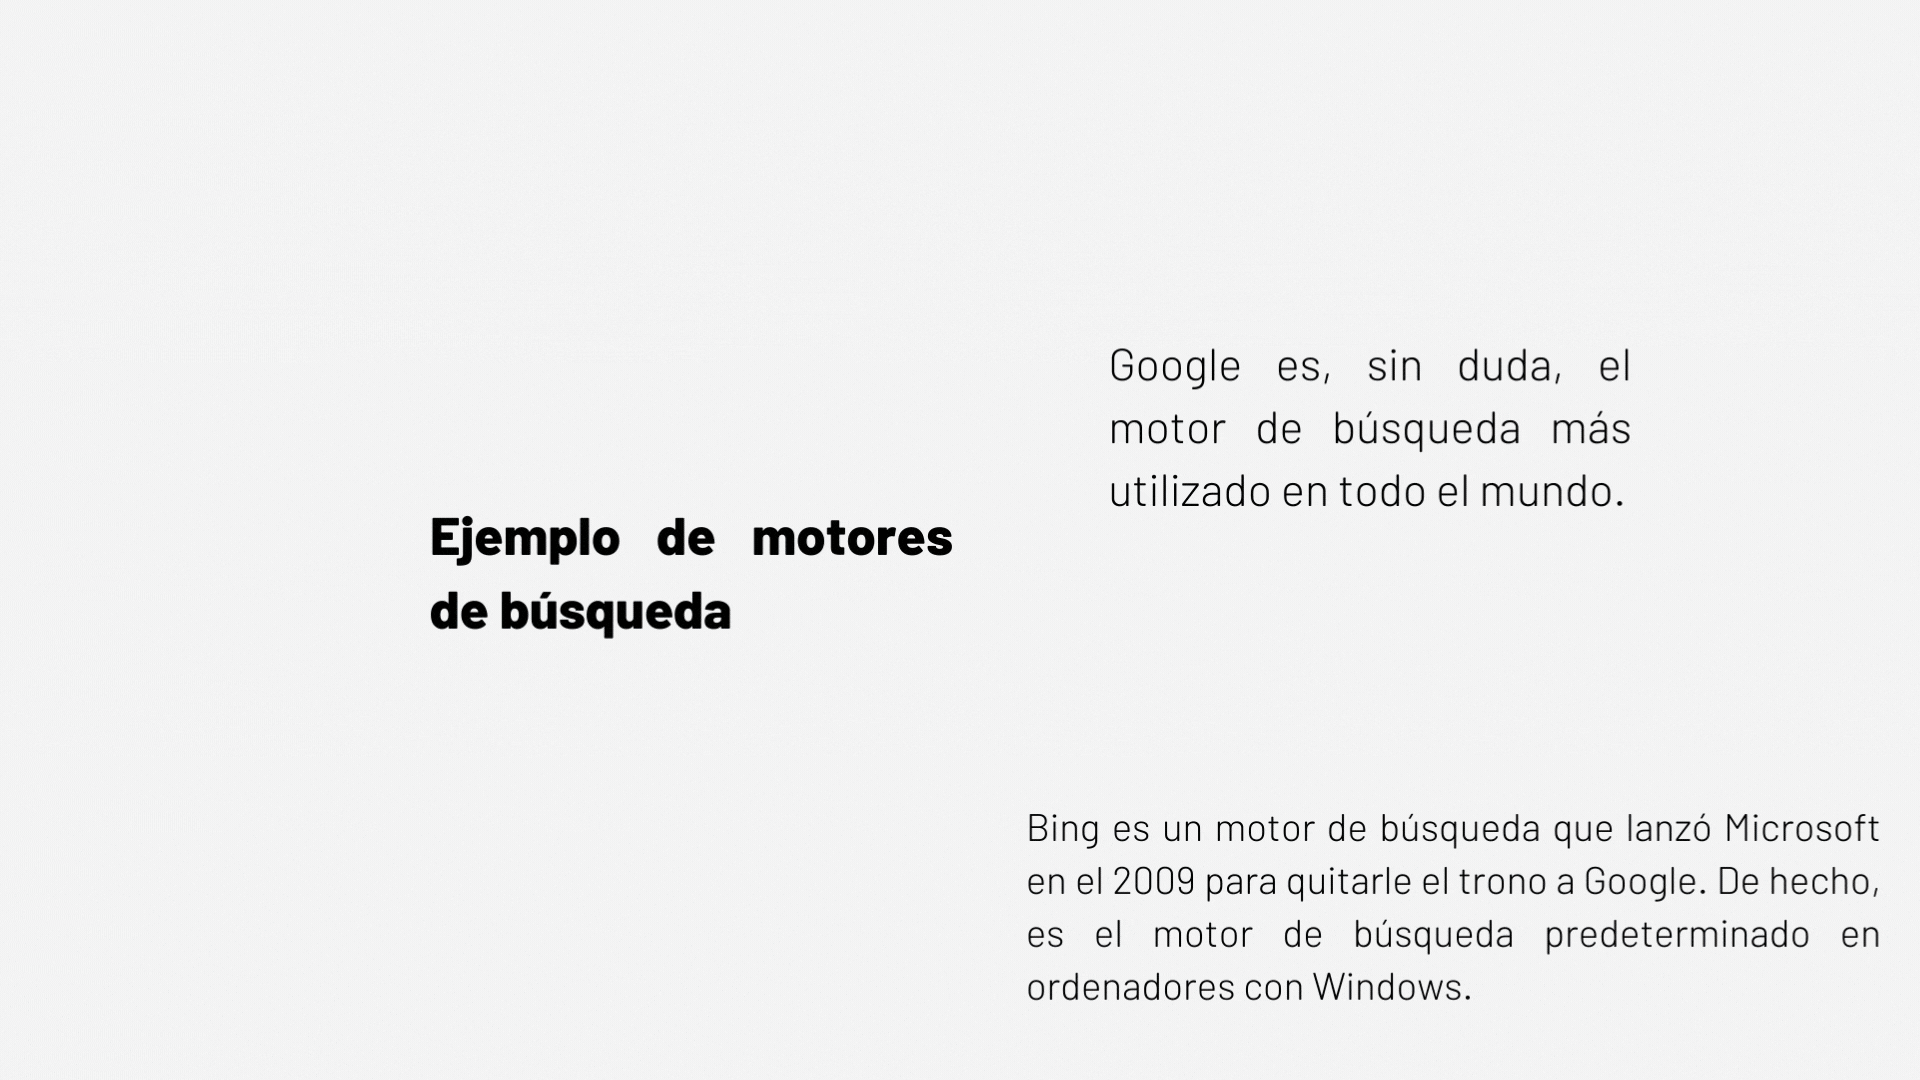 Ejemplo de motores
de búsqueda
Google es, sin duda, el
motor de búsqueda más
utilizado en todo el mundo.
Bing es un motor de búsqueda que lanzó Microsoft
en el 2009 para quitarle el trono a Google. De hecho,
es el motor de búsqueda predeterminado en
ordenadores con Windows.